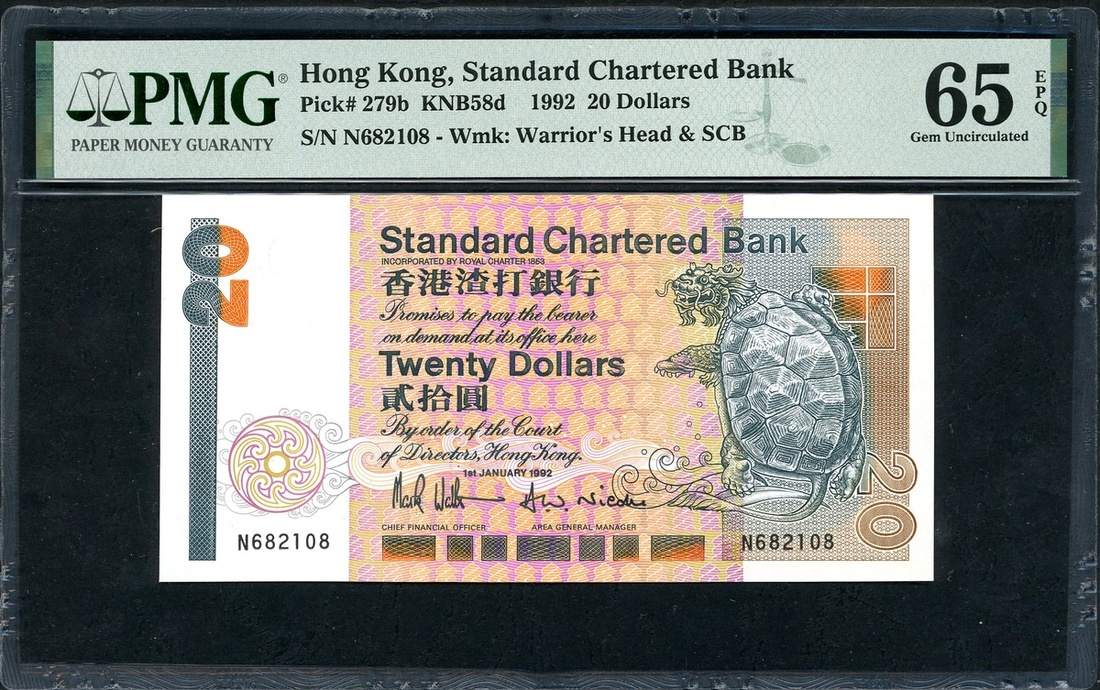 PMG®
PAPER MONEY GUARANTY
Hong Kong, Standard Chartered Bank
Pick# 279b KNB58d 1992 20 Dollars
S/N N682108 - Wmk: Warrior's Head & SCB
65 EPQ
Gem Uncirculated
20
Standard Chartered Bank
INCORPORATED BY ROYAL CHARTER 1853
香港渣打銀行
Promises to pay the bearer
on demand at its office here
Twenty Dollars
貳拾圓
By order of the Court
of Directors, Hong Kong.
1st JANUARY 1992
CHIEF FINANCIAL OFFICER AREA GENERAL MANAGER
N682108 N682108
20